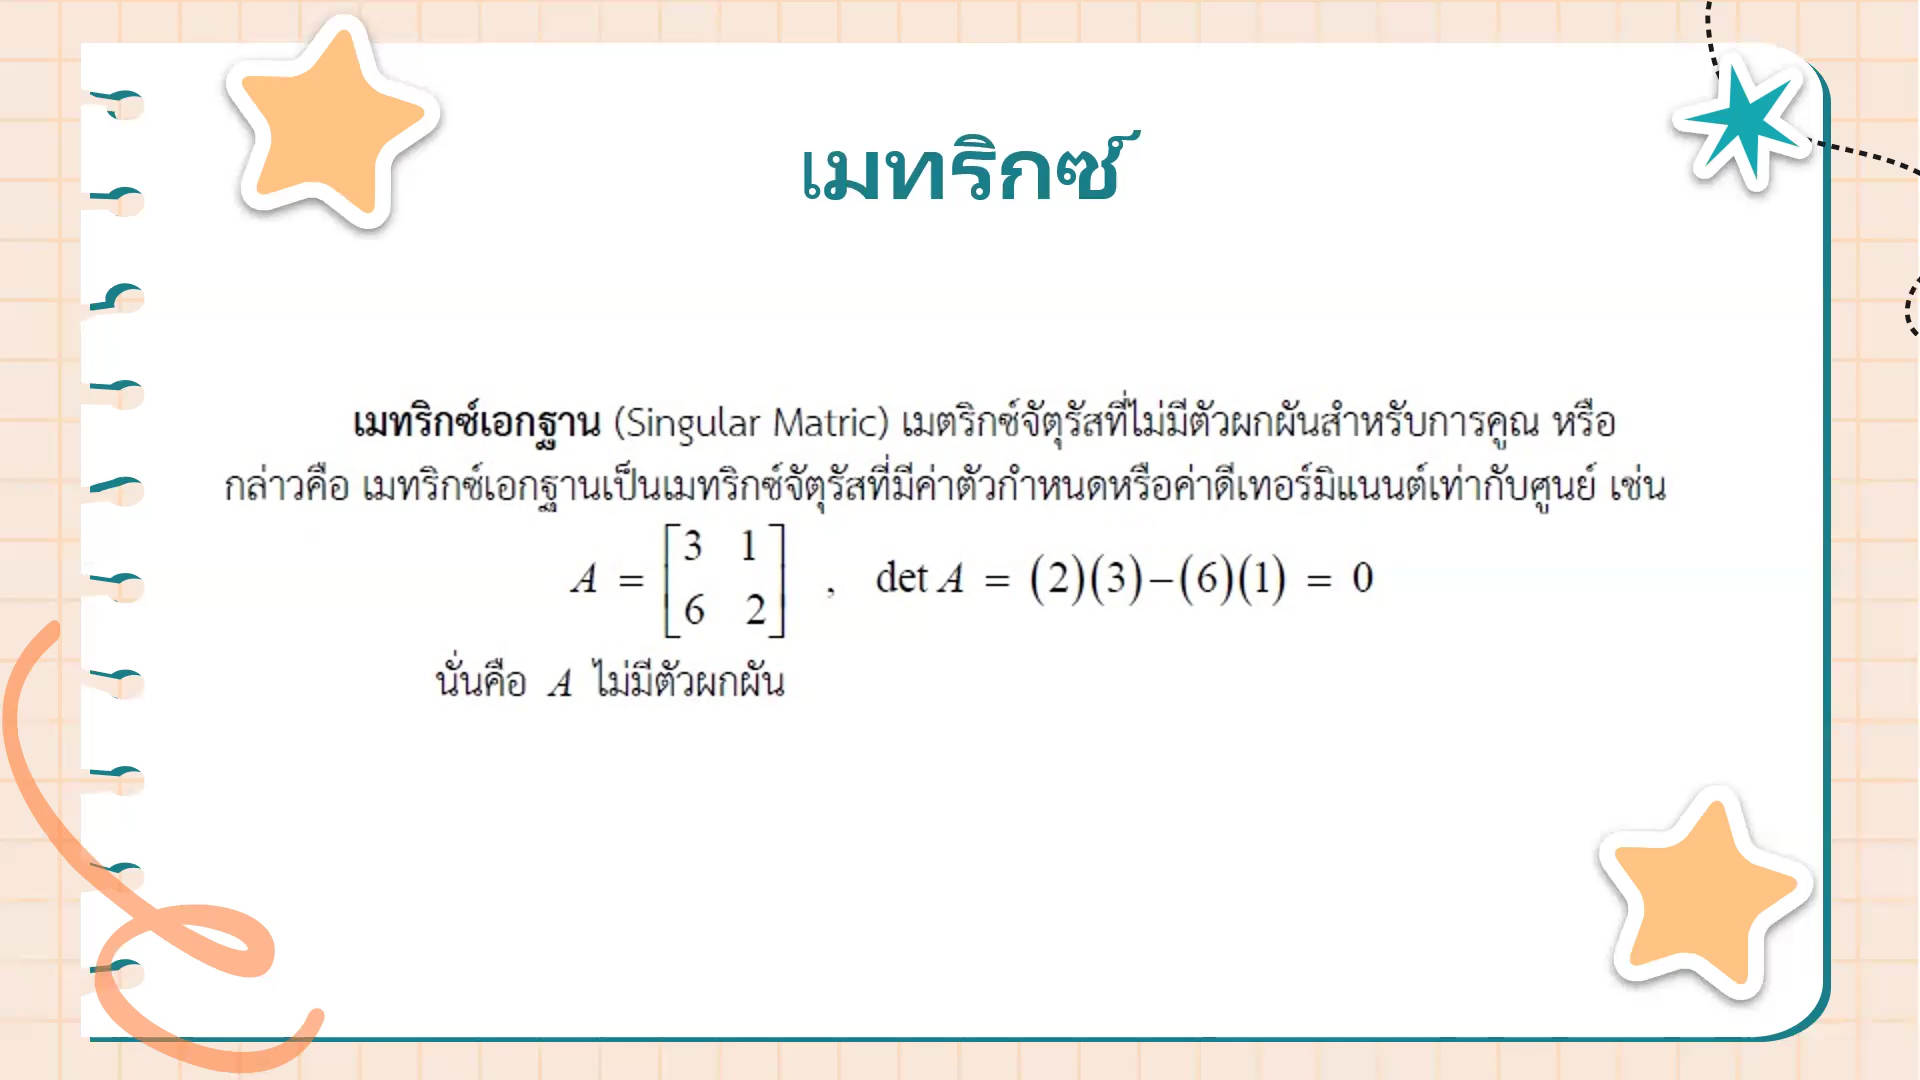 เมทริกซ์
เมทริกซ์เอกฐาน (Singular Matric) เมตริกซ์จัตุรัสที่ไม่มีตัวผกผันสำหรับการคูณ หรือ
กล่าวคือ เมทริกซ์เอกฐานเป็นเมทริกซ์จัตุรัสที่มีค่าตัวกำหนดหรือค่าดีเทอร์มิแนนต์เท่ากับศูนย์ เช่น
A = [3 1
6 2] , det A = (2)(3)−(6)(1) = 0
นั่นคือ A ไม่มีตัวผกผัน